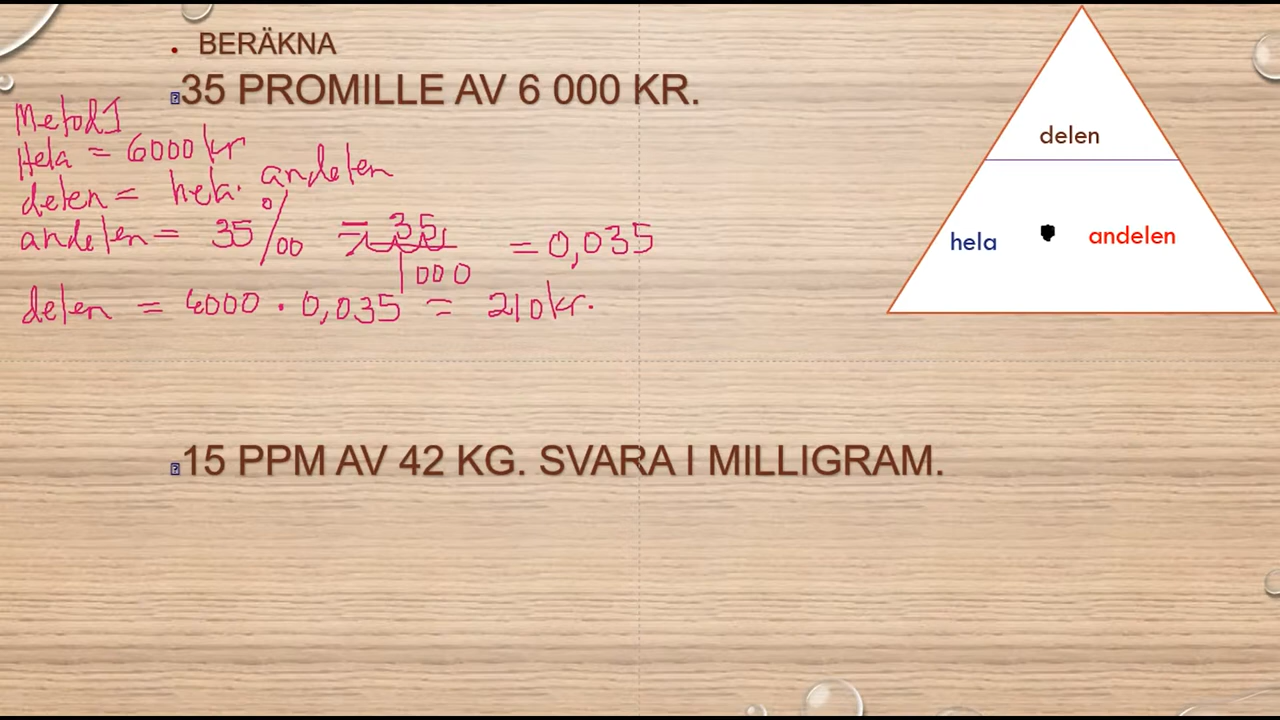 • BERÄKNA
35 PROMILLE AV 6 000 KR.
Metod 1
Hela = 6000 kr
delen = hela · andelen
andelen = 35 ‰ = 35/1000 = 0,035
delen = 6000 · 0,035 = 210 kr.
15 PPM AV 42 KG. SVARA I MILLIGRAM.
delen
hela · andelen